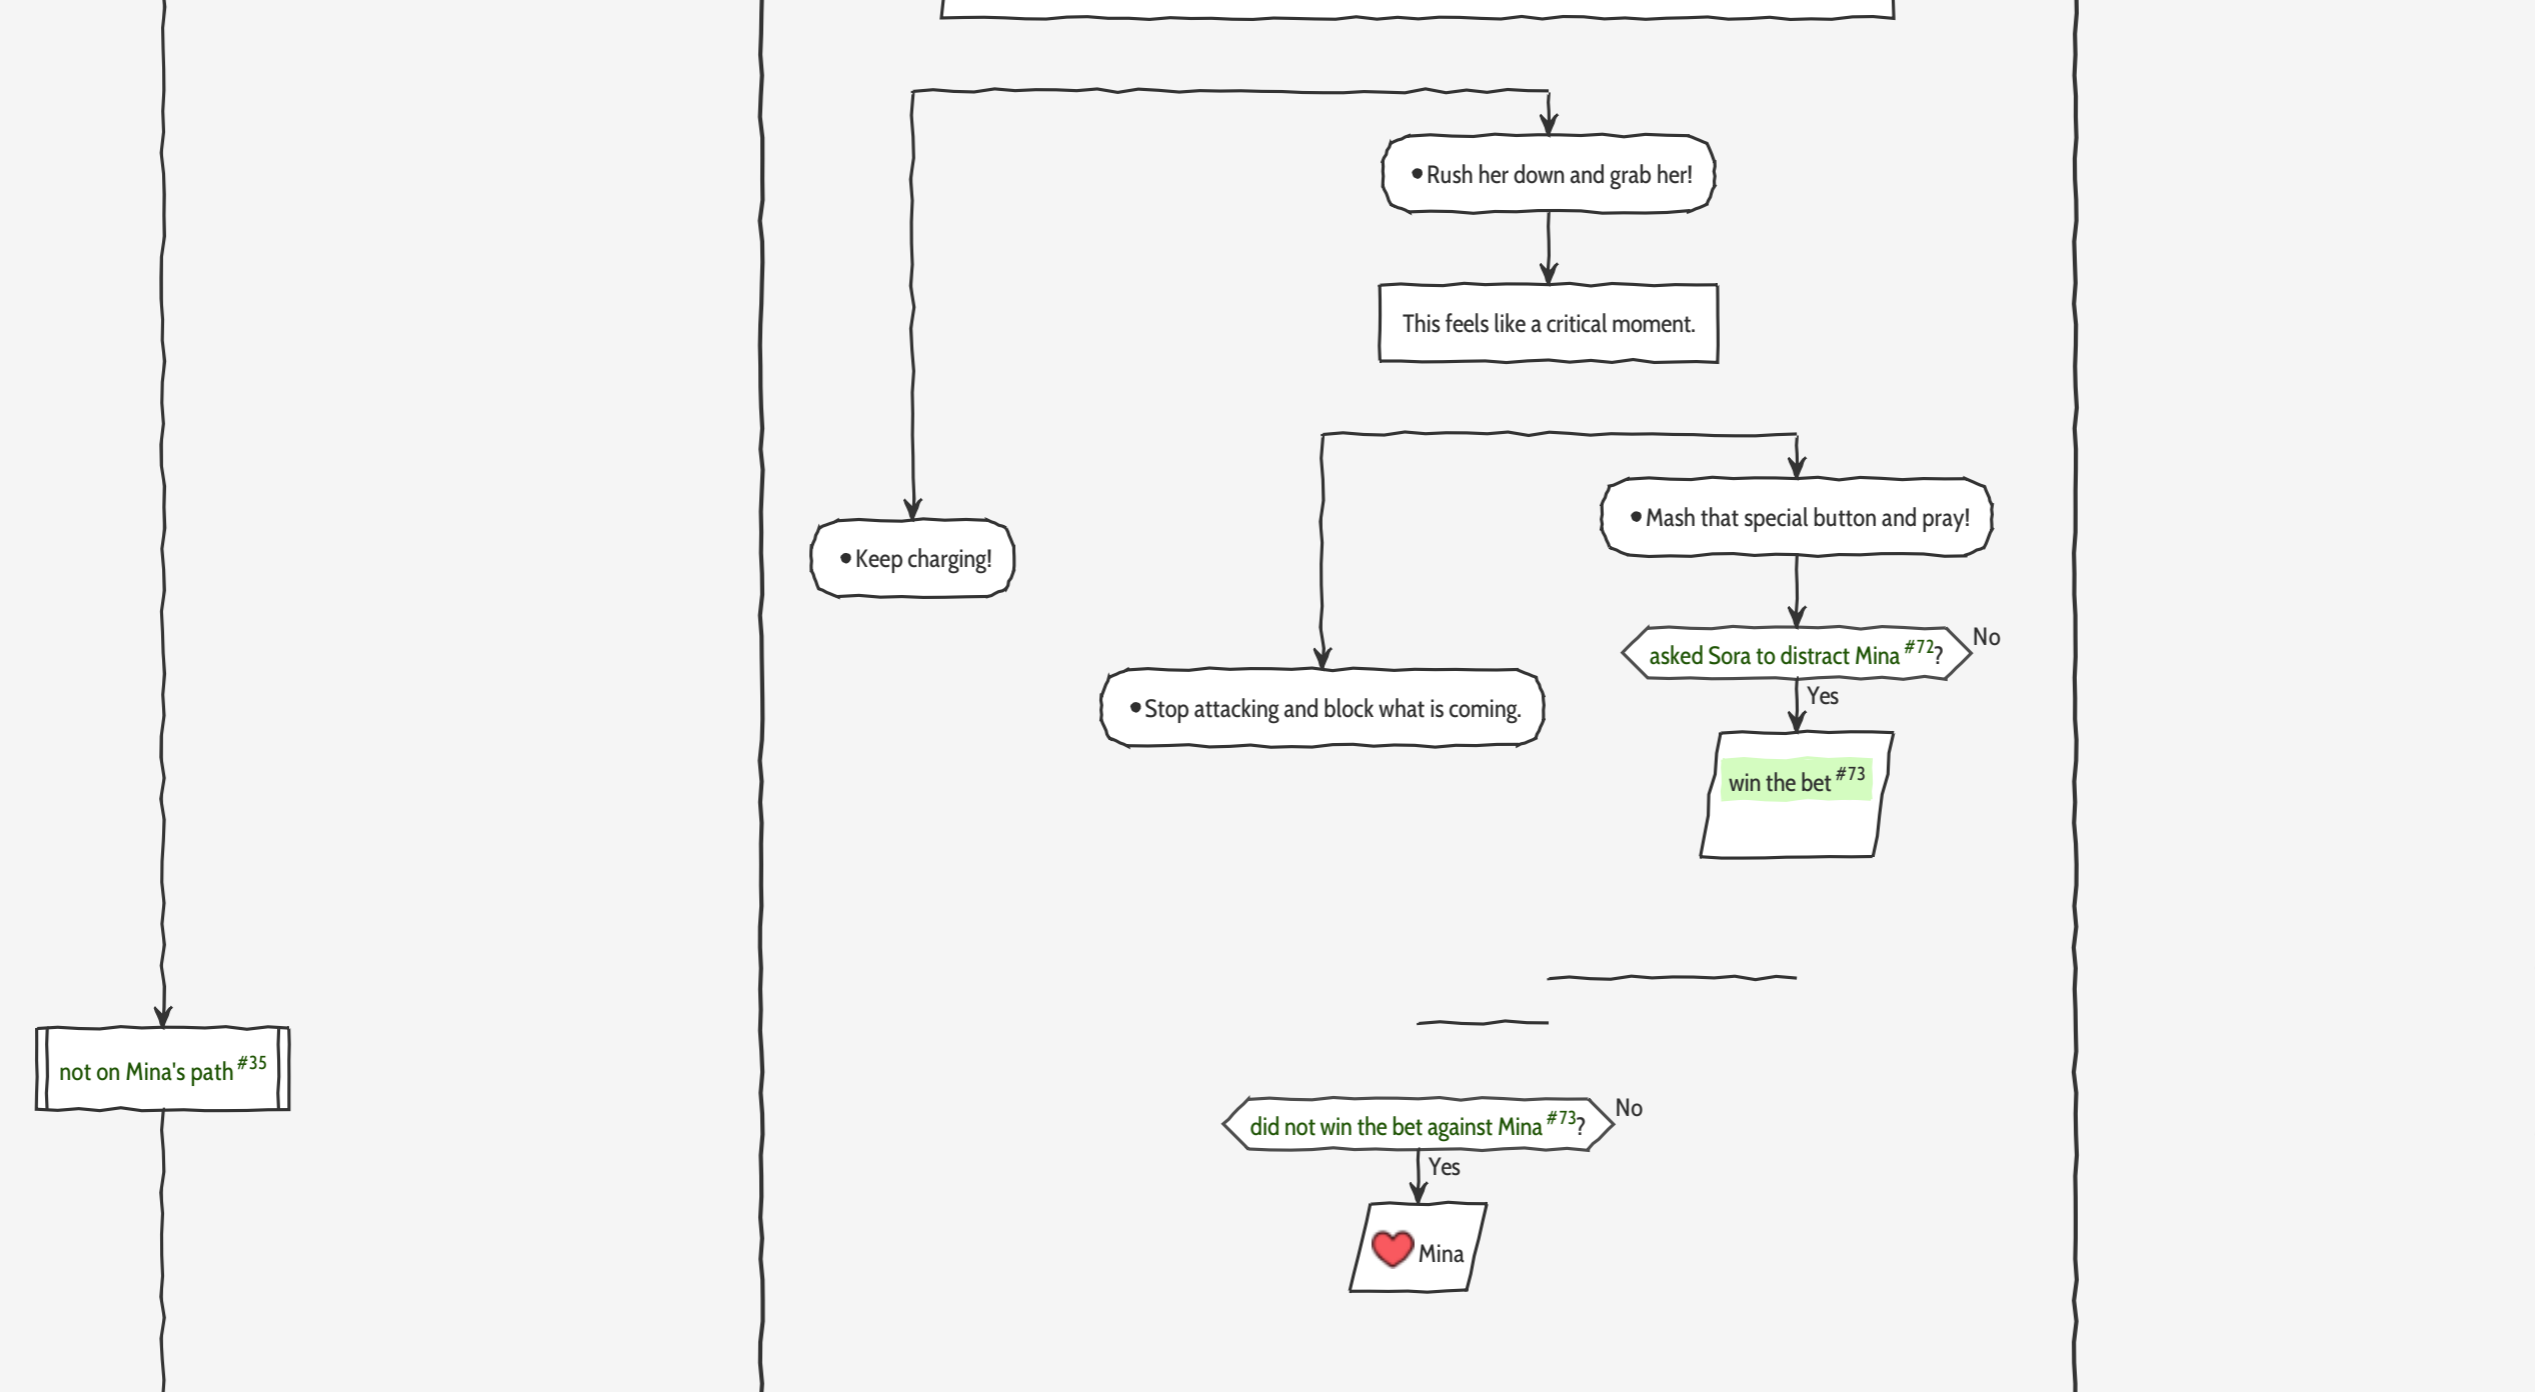 •Rush her down and grab her!
This feels like a critical moment.
•Mash that special button and pray!
•Keep charging!
asked Sora to distract Mina #72?
No
Yes
•Stop attacking and block what is coming.
win the bet #73
not on Mina's path #35
did not win the bet against Mina #73?
No
Yes
Mina